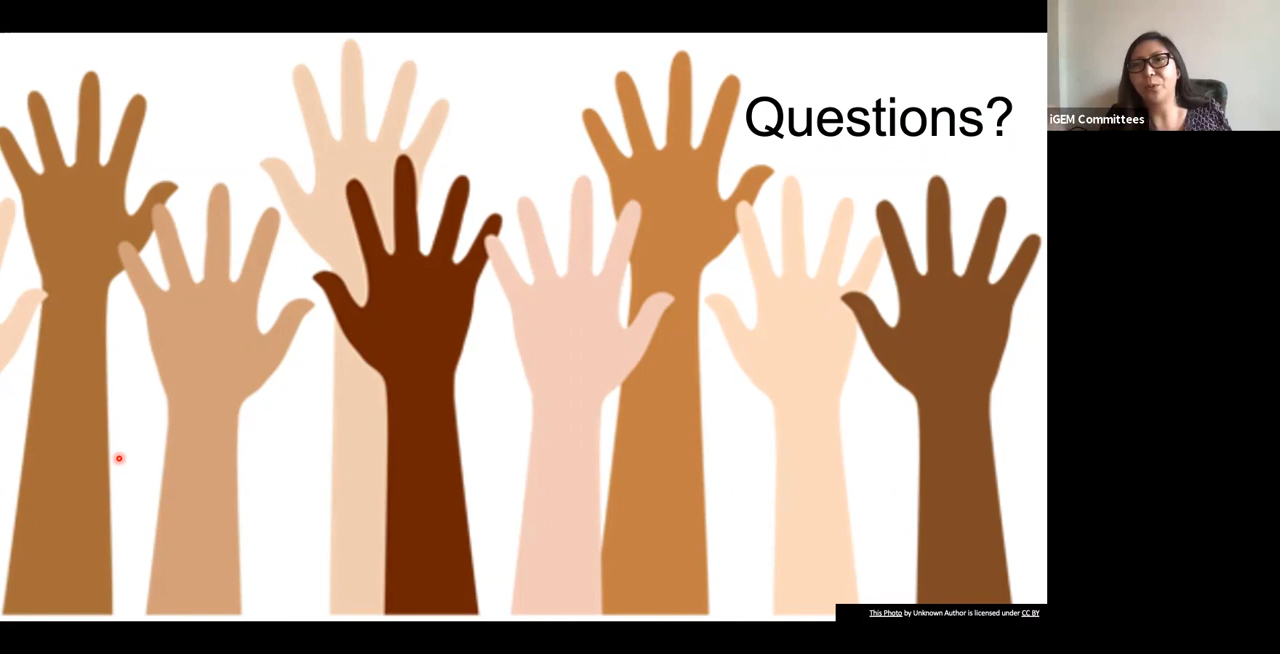 Questions?
iGEM Committees
This Photo by Unknown Author is licensed under CC BY